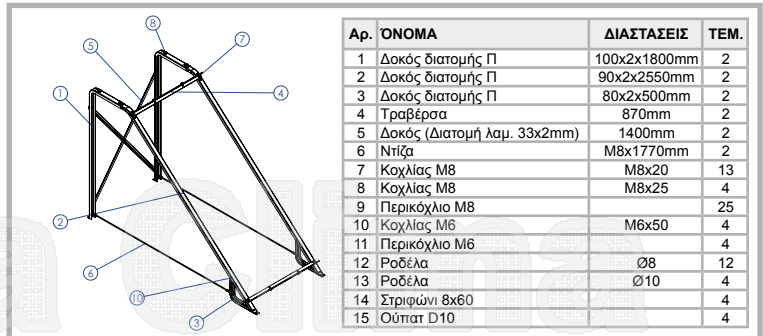 8
7
5
4
1
2
6
10
3
Αρ. ΌΝΟΜΑ ΔΙΑΣΤΑΣΕΙΣ ΤΕΜ.
1 Δοκός διατομής Π 100x2x1800mm 2
2 Δοκός διατομής Π 90x2x2550mm 2
3 Δοκός διατομής Π 80x2x500mm 2
4 Τραβέρσα 870mm 2
5 Δοκός (Διατομή λαμ. 33x2mm) 1400mm 2
6 Ντίζα M8x1770mm 2
7 Κοχλίας M8 M8x20 13
8 Κοχλίας M8 M8x25 4
9 Περικόχλιο M8 25
10 Κοχλίας M6 M6x50 4
11 Περικόχλιο M6 4
12 Ροδέλα Ø8 12
13 Ροδέλα Ø10 4
14 Στριφώνι 8x60 4
15 Ούπατ D10 4
a Clima